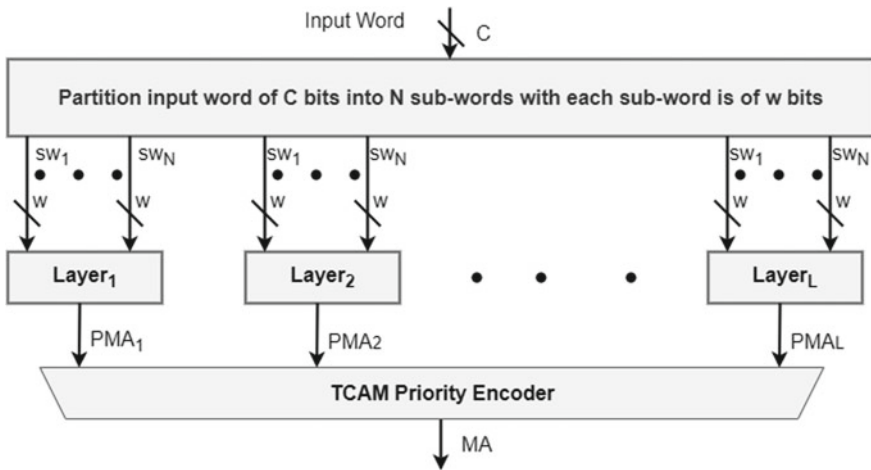 Input Word
C
Partition input word of C bits into N sub-words with each sub-word is of w bits
sw1 swN sw1 swN sw1 swN
w w w w w w
Layer1 Layer2 LayerL
PMA1 PMA2 PMAL
TCAM Priority Encoder
MA